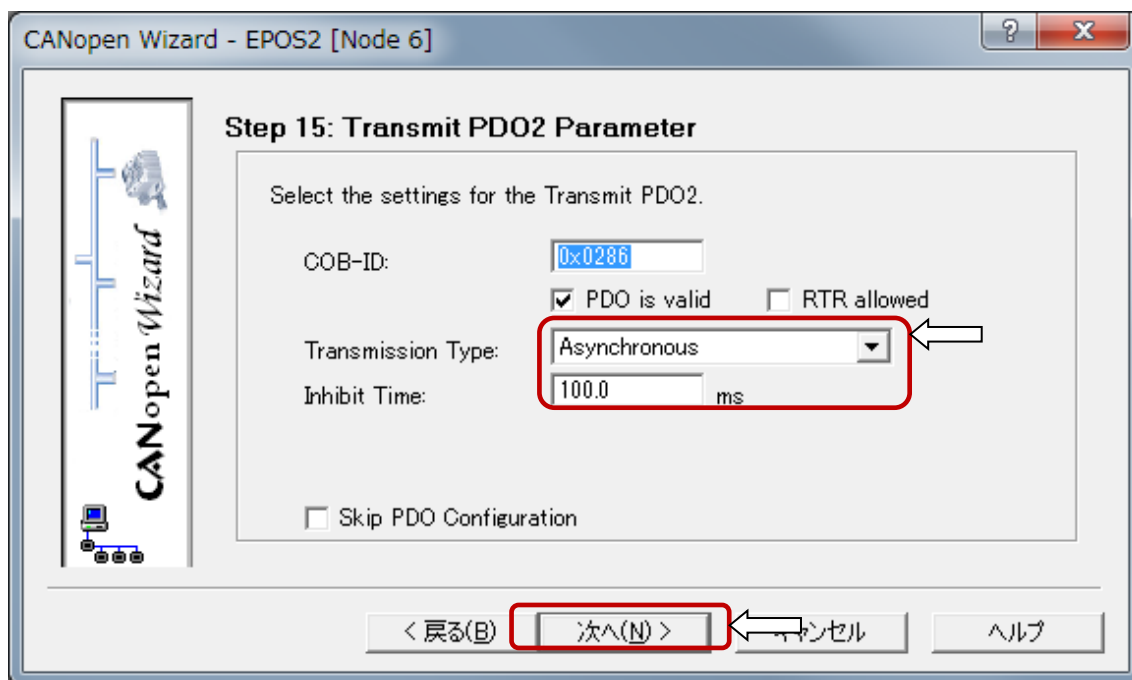 CANopen Wizard - EPOS2 [Node 6]
CANopen Wizard
Step 15: Transmit PDO2 Parameter
Select the settings for the Transmit PDO2.
COB-ID: 0x0286
PDO is valid RTR allowed
Transmission Type: Asynchronous
Inhibit Time: 100.0 ms
Skip PDO Configuration
< 戻る(B) 次へ(N) > キャンセル ヘルプ